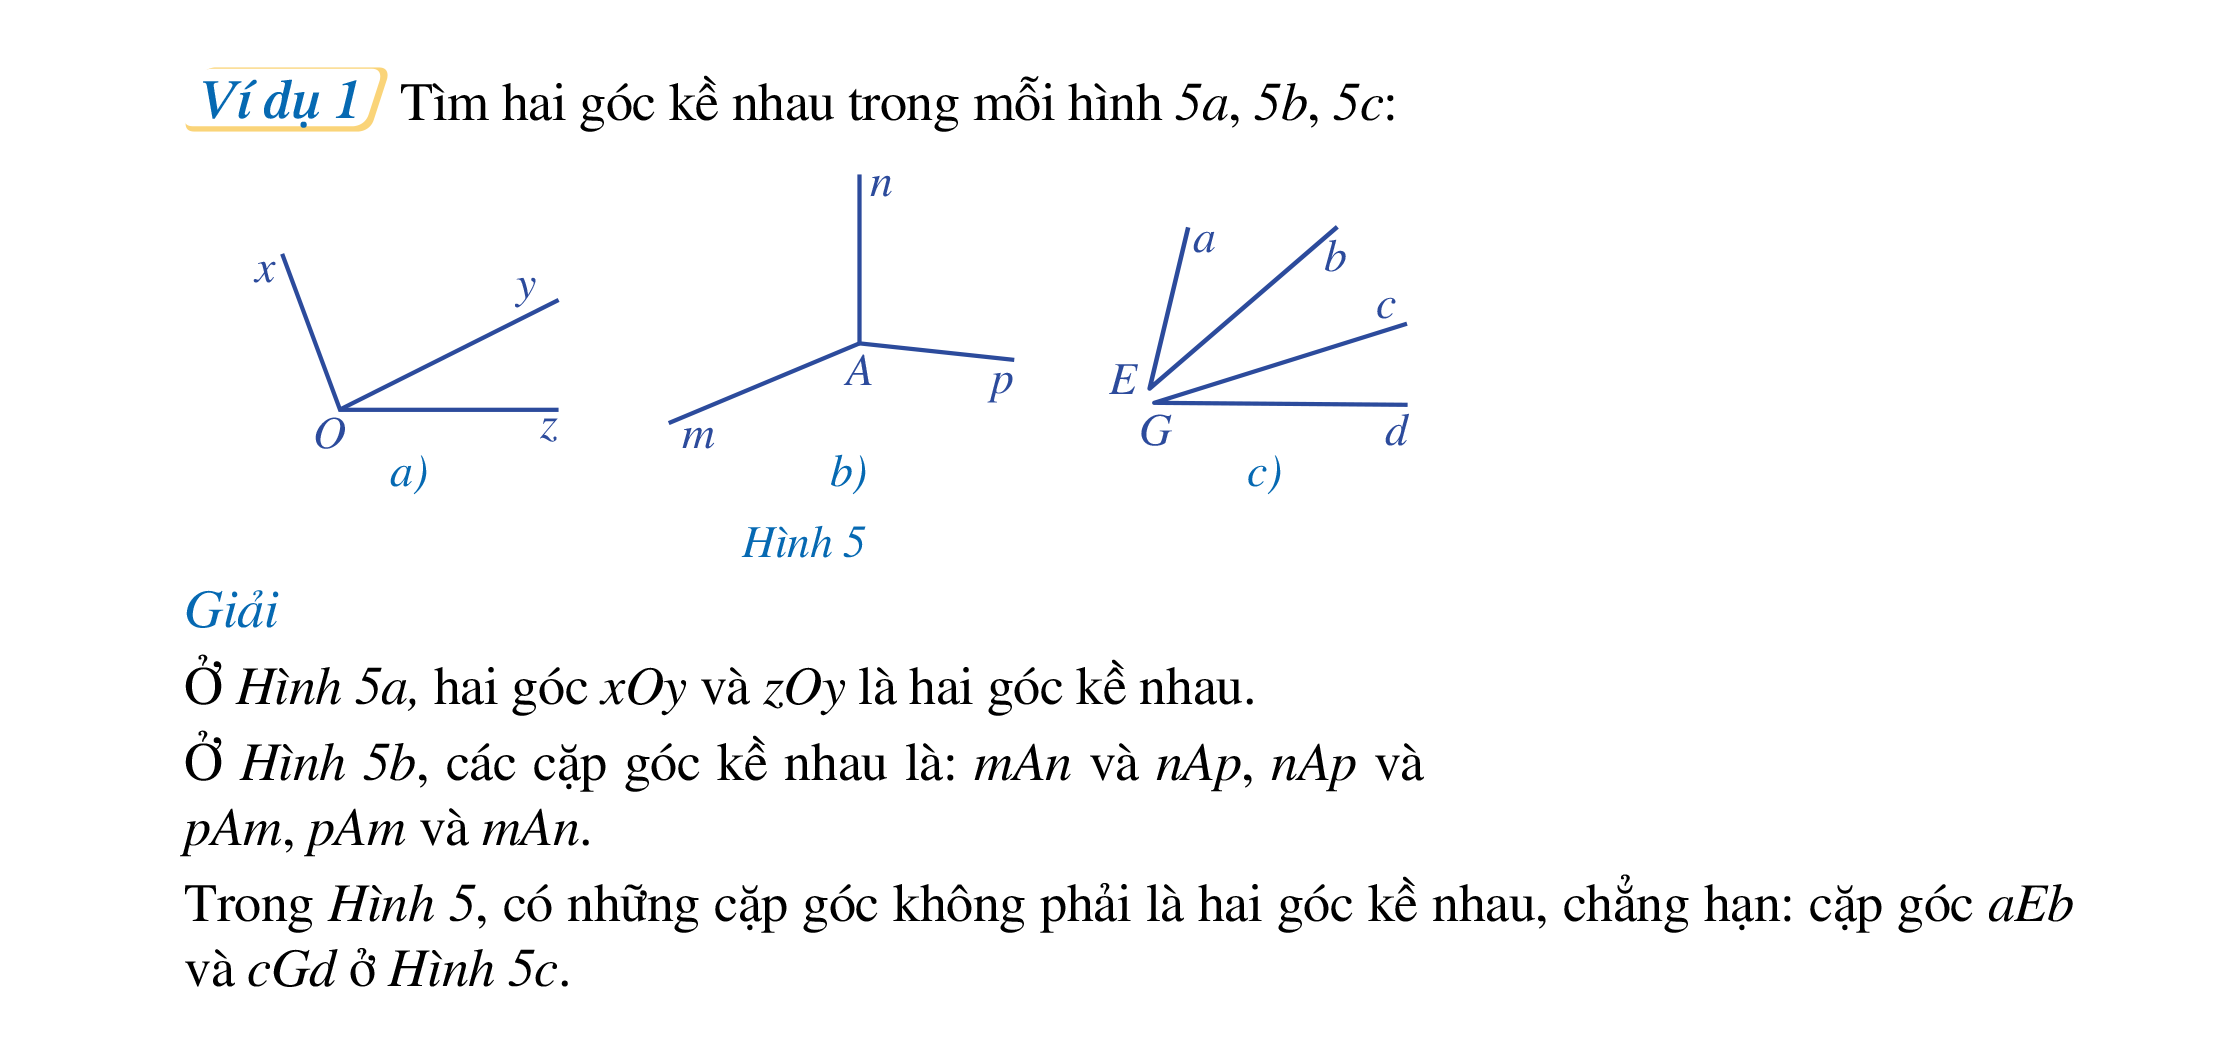 Ví dụ 1 Tìm hai góc kề nhau trong mỗi hình 5a, 5b, 5c:
n
a
b
x
y
c
A
E
p
O
z
m
G
d
a)
b)
c)
Hình 5
Giải
Ở Hình 5a, hai góc xOy và zOy là hai góc kề nhau.
Ở Hình 5b, các cặp góc kề nhau là: mAn và nAp, nAp và
pAm, pAm và mAn.
Trong Hình 5, có những cặp góc không phải là hai góc kề nhau, chẳng hạn: cặp góc aEb
và cGd ở Hình 5c.